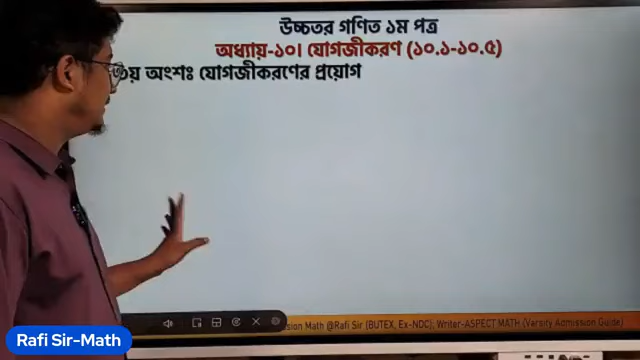 উচ্চতর গণিত ১ম পত্র
অধ্যায়-১০। যোগজীকরণ (১০.১-১০.৫)
৩য় অংশঃ যোগজীকরণের প্রয়োগ
Math @Rafi Sir (BUTEX, Ex-NDC), Writer-ASPECT MATH (Varsity Admission Guide)
Rafi Sir-Math